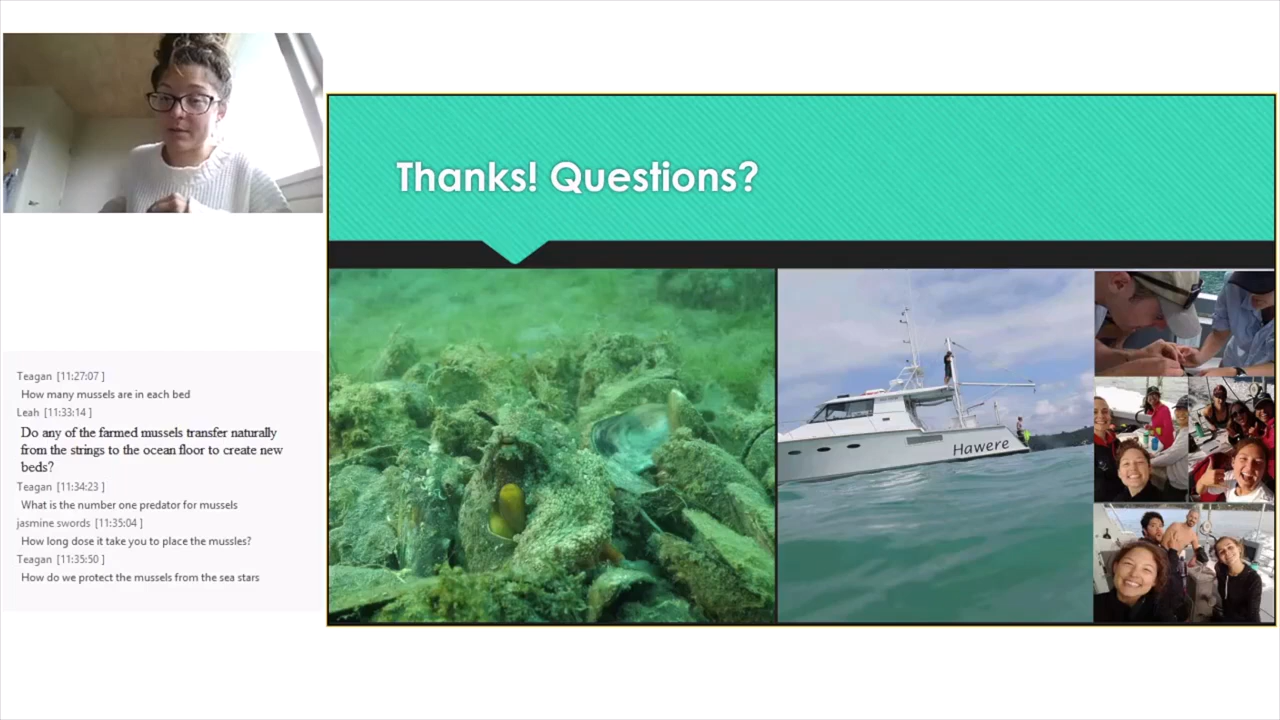 Thanks! Questions?
Hawere
Teagan [11:27:07 ]
How many mussels are in each bed
Leah [11:33:14 ]
Do any of the farmed mussels transfer naturally
from the strings to the ocean floor to create new
beds?
Teagan [11:34:23 ]
What is the number one predator for mussels
jasmine swords [11:35:04 ]
How long dose it take you to place the mussles?
Teagan [11:35:50 ]
How do we protect the mussels from the sea stars